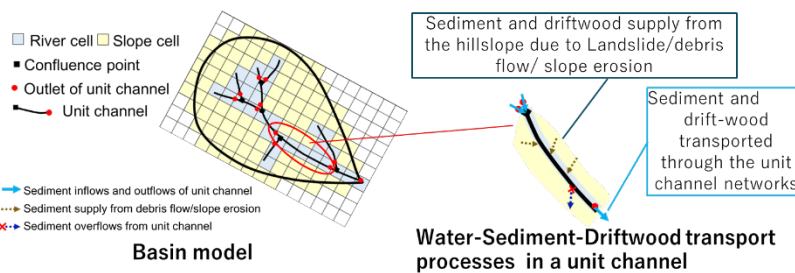 River cell
Slope cell
Confluence point
Outlet of unit channel
Unit channel
Sediment inflows and outflows of unit channel
Sediment supply from debris flow/slope erosion
Sediment overflows from unit channel
Basin model
Sediment and driftwood supply from
the hillslope due to Landslide/debris
flow/ slope erosion
Sediment and
drift-wood
transported
through the unit
channel networks
Water-Sediment-Driftwood transport
processes in a unit channel